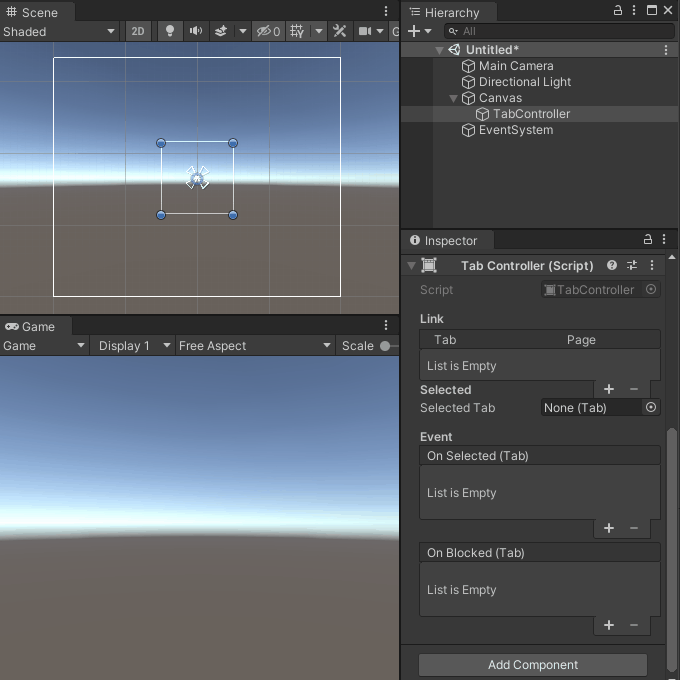 Scene
Shaded
2D
0
G
Game
Game
Display 1
Free Aspect
Scale
Hierarchy
All
Untitled*
Main Camera
Directional Light
Canvas
TabController
EventSystem
Inspector
Tab Controller (Script)
Script
TabController
Link
Tab Page
List is Empty
Selected
Selected Tab
None (Tab)
Event
On Selected (Tab)
List is Empty
On Blocked (Tab)
List is Empty
Add Component